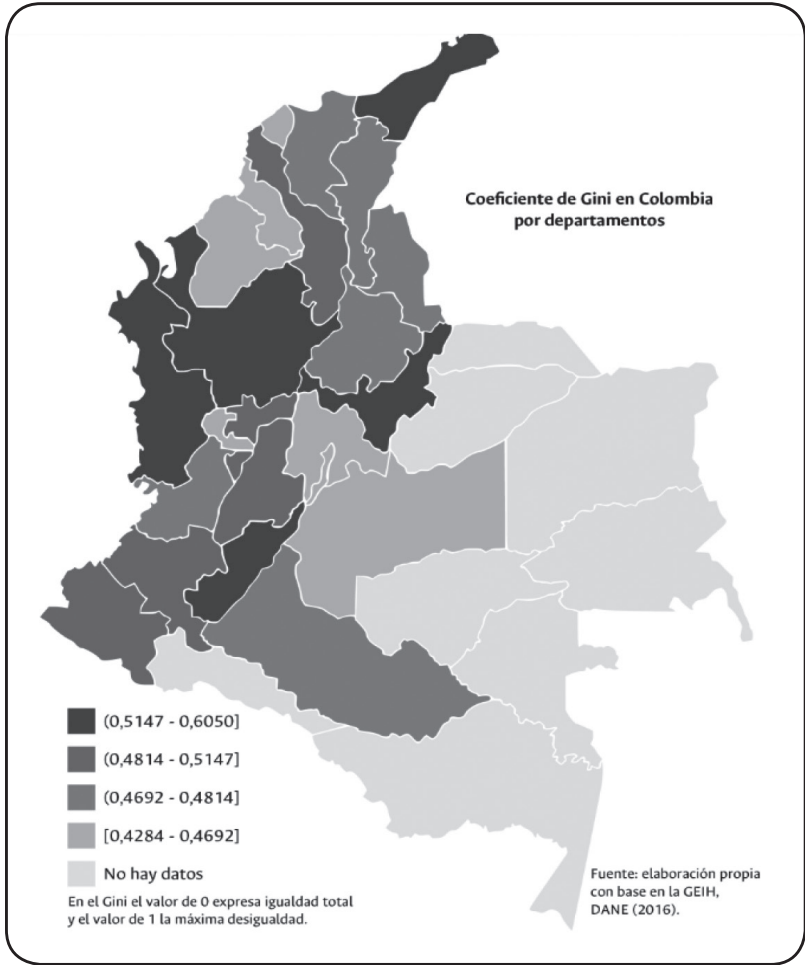 Coeficiente de Gini en Colombia
por departamentos
(0,5147 - 0,6050]
(0,4814 - 0,5147]
(0,4692 - 0,4814]
[0,4284 - 0,4692]
No hay datos
En el Gini el valor de 0 expresa igualdad total
y el valor de 1 la máxima desigualdad.
Fuente: elaboración propia
con base en la GEIH,
DANE (2016).